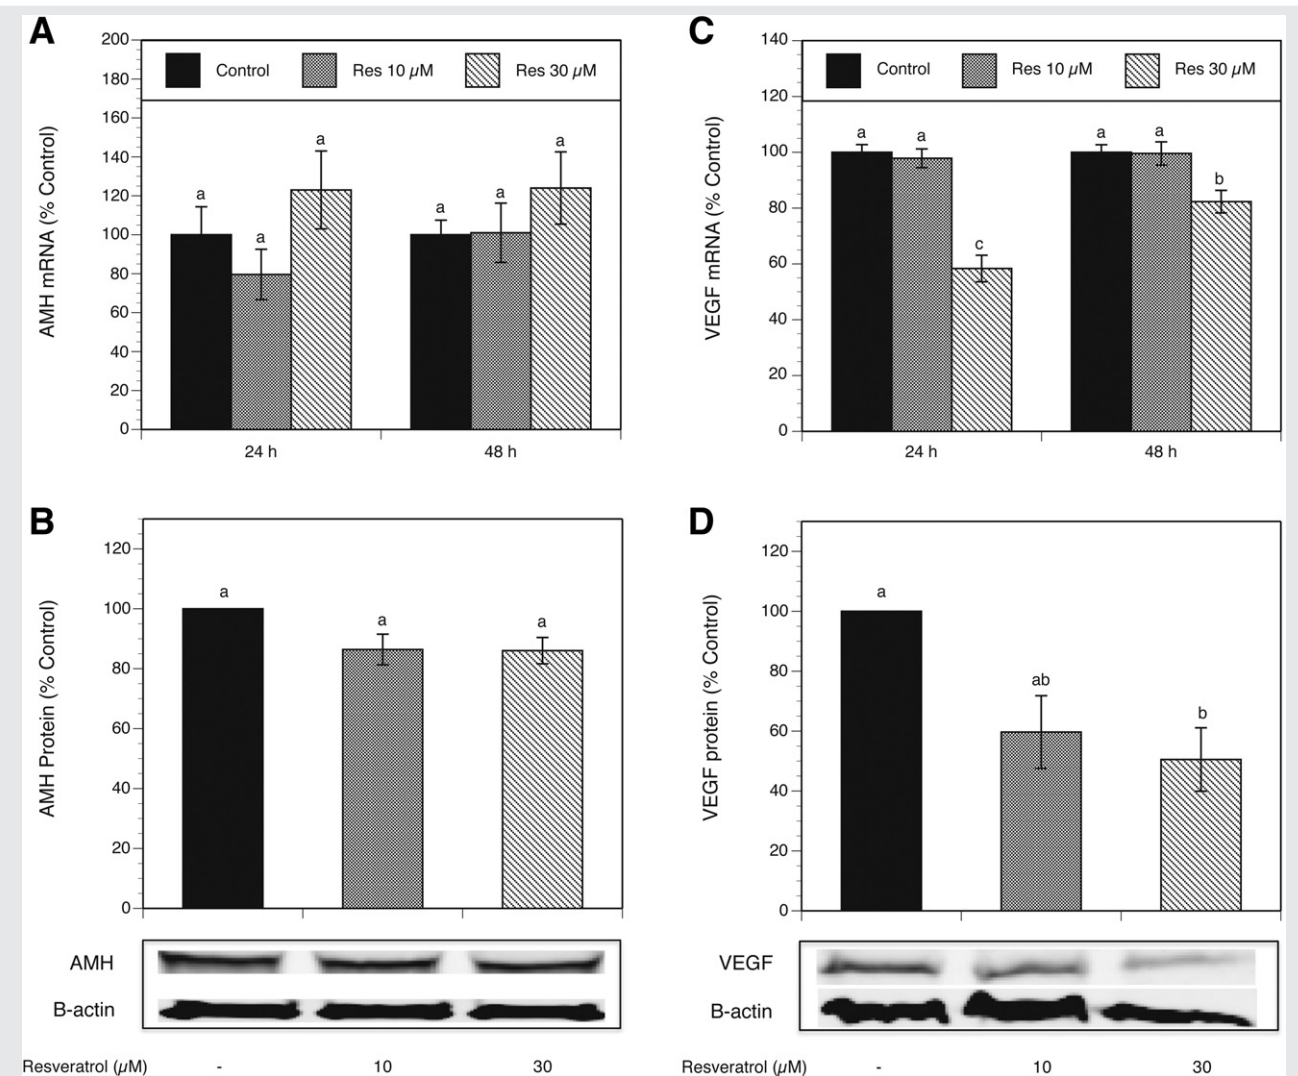 A
200
180
160
140
120
100
80
60
40
20
0
AMH mRNA (% Control)
Control
Res 10 µM
Res 30 µM
a
a
a
a
a
a
24 h
48 h
C
140
120
100
80
60
40
20
0
VEGF mRNA (% Control)
Control
Res 10 µM
Res 30 µM
a
a
c
a
a
b
24 h
48 h
B
120
100
80
60
40
20
0
AMH Protein (% Control)
a
a
a
AMH
B-actin
Resveratrol (µM) - 10 30
D
120
100
80
60
40
20
0
VEGF protein (% Control)
a
ab
b
VEGF
B-actin
Resveratrol (µM) - 10 30